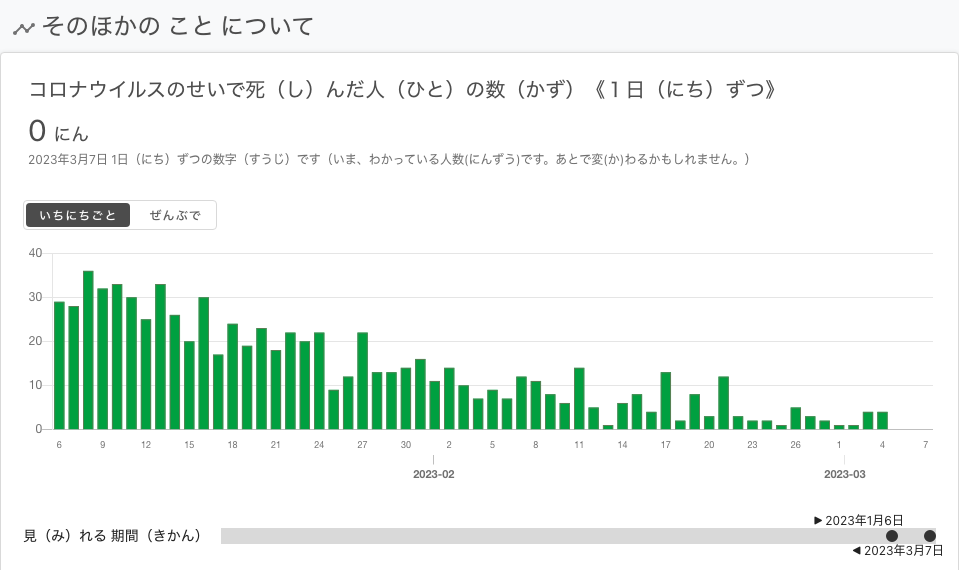 そのほかの こと について
コロナウイルスのせいで死（し）んだ人（ひと）の数（かず）《１日（にち）ずつ》
0 にん
2023年3月7日 1日（にち）ずつの数字（すうじ）です（いま、わかっている人数(にんずう)です。あとで変(か)わるかもしれません。）
いちにちごと ぜんぶで
40
30
20
10
0
6 9 12 15 18 21 24 27 30 2 5 8 11 14 17 20 23 26 1 4 7
2023-02 2023-03
▶ 2023年1月6日
見（み）れる 期間（きかん）
◀ 2023年3月7日